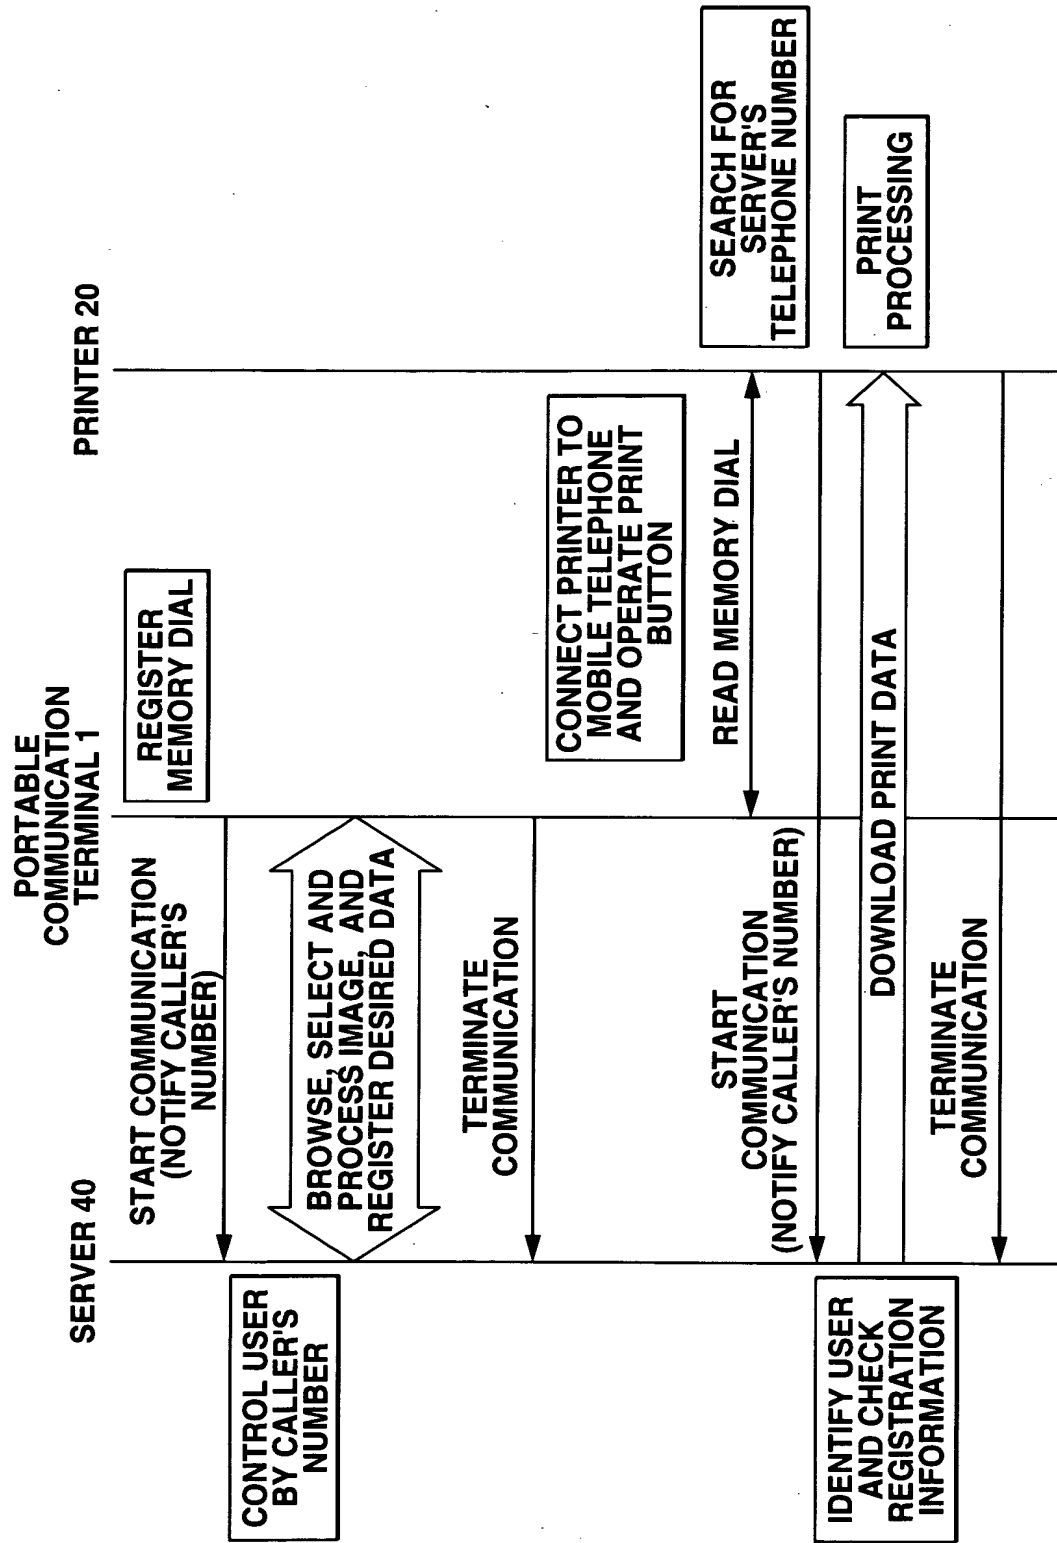 SERVER 40
PORTABLE
COMMUNICATION
TERMINAL 1
PRINTER 20
REGISTER
MEMORY DIAL
START COMMUNICATION
(NOTIFY CALLER'S
NUMBER)
CONTROL USER
BY CALLER'S
NUMBER
BROWSE, SELECT AND
PROCESS IMAGE, AND
REGISTER DESIRED DATA
TERMINATE
COMMUNICATION
CONNECT PRINTER TO
MOBILE TELEPHONE
AND OPERATE PRINT
BUTTON
READ MEMORY DIAL
SEARCH FOR
SERVER'S
TELEPHONE NUMBER
START
COMMUNICATION
(NOTIFY CALLER'S NUMBER)
IDENTIFY USER
AND CHECK
REGISTRATION
INFORMATION
DOWNLOAD PRINT DATA
PRINT
PROCESSING
TERMINATE
COMMUNICATION